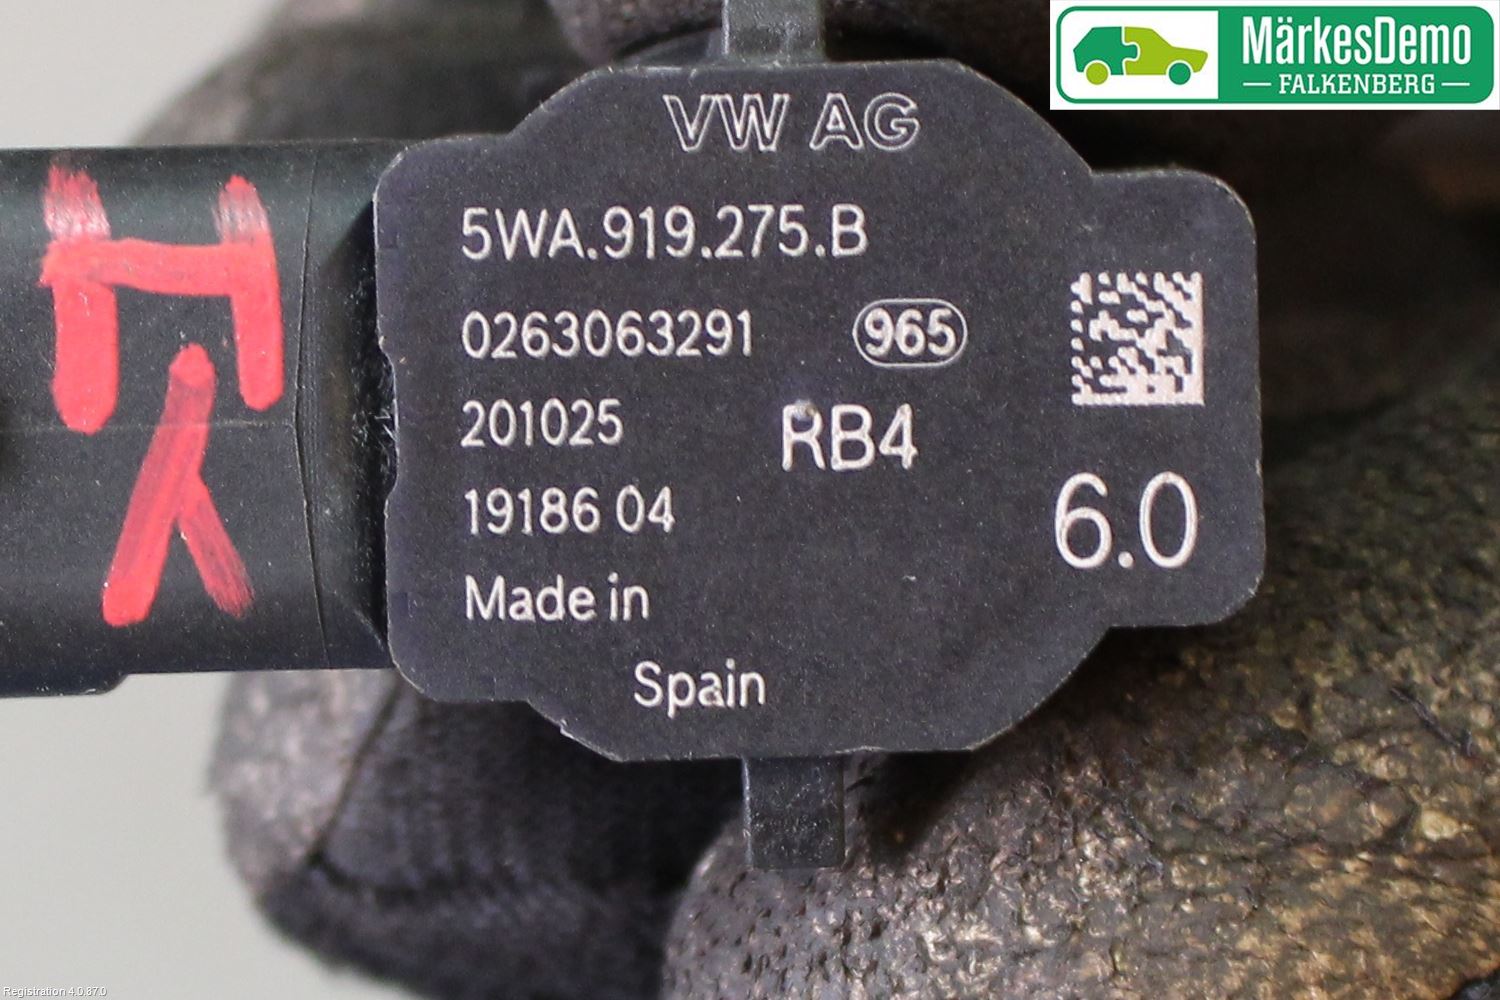 MärkesDemo
FALKENBERG
VW AG
5WA.919.275.B
0263063291 965
201025 RB4
19186 04 6.0
Made in
Spain
H
Y
Registration 4.0.87.0